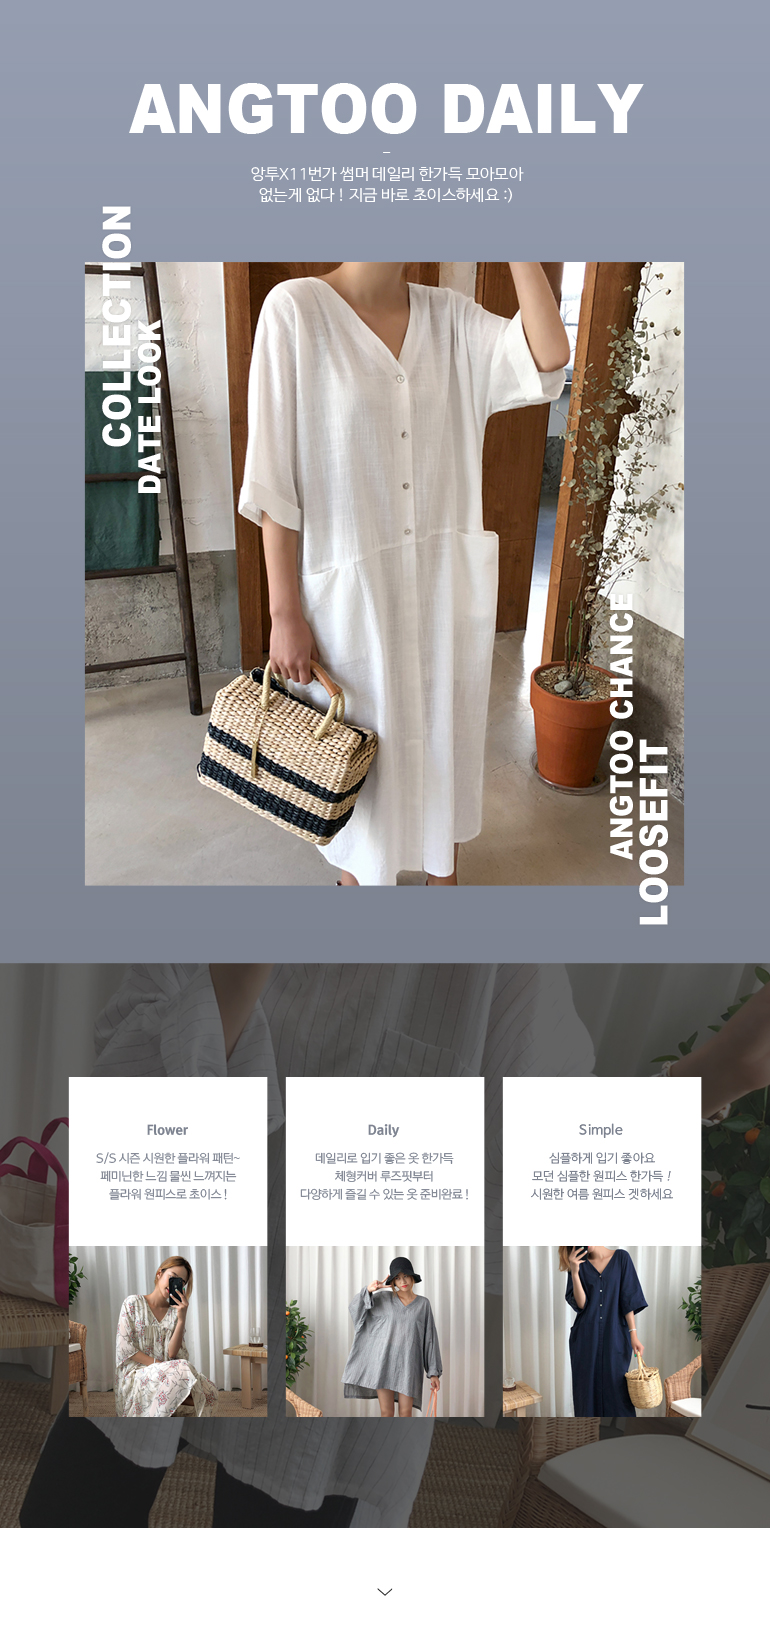 ANGTOO DAILY
앙투X11번가 썸머 데일리 한가득 모아모아
없는게 없다 ! 지금 바로 초이스하세요 :)
COLLECTION
DATE LOOK
ANGTOO CHANCE
LOOSEFIT
Flower
S/S 시즌 시원한 플라워 패턴~
페미닌한 느낌 물씬 느껴지는
플라워 원피스로 초이스 !
Daily
데일리로 입기 좋은 옷 한가득
체형커버 루즈핏부터
다양하게 즐길 수 있는 옷 준비완료 !
Simple
심플하게 입기 좋아요
모던 심플한 원피스 한가득 !
시원한 여름 원피스 겟하세요